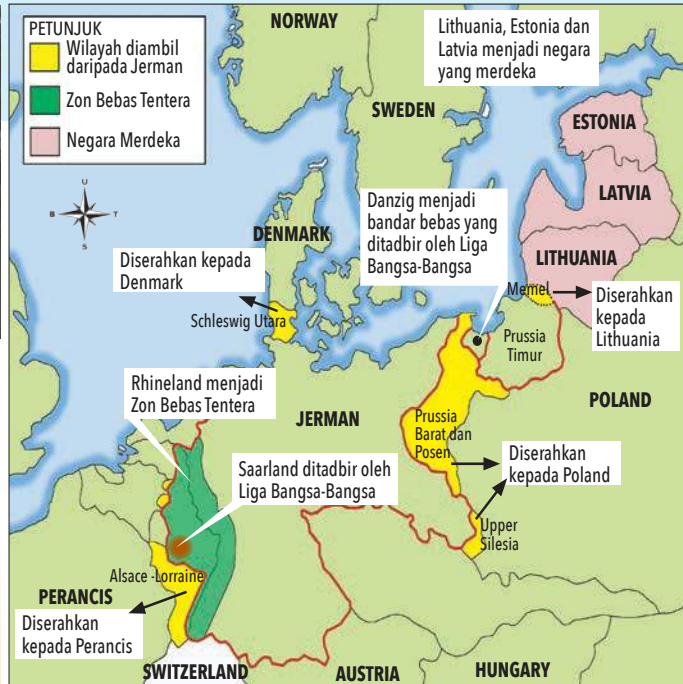 PETUNJUK
Wilayah diambil
daripada Jerman
Zon Bebas Tentera
Negara Merdeka
NORWAY
Lithuania, Estonia dan
Latvia menjadi negara
yang merdeka
SWEDEN
ESTONIA
LATVIA
LITHUANIA
U
B
T
S
DENMARK
Danzig menjadi
bandar bebas yang
ditadbir oleh Liga
Bangsa-Bangsa
Diserahkan kepada
Denmark
Schleswig Utara
Memel
Diserahkan
kepada
Lithuania
Prussia
Timur
Rhineland menjadi
Zon Bebas Tentera
JERMAN
POLAND
Prussia
Barat dan
Posen
Diserahkan
kepada Poland
Saarland ditadbir oleh
Liga Bangsa-Bangsa
Upper
Silesia
Alsace -Lorraine
PERANCIS
Diserahkan
kepada Perancis
SWITZERLAND
AUSTRIA
HUNGARY